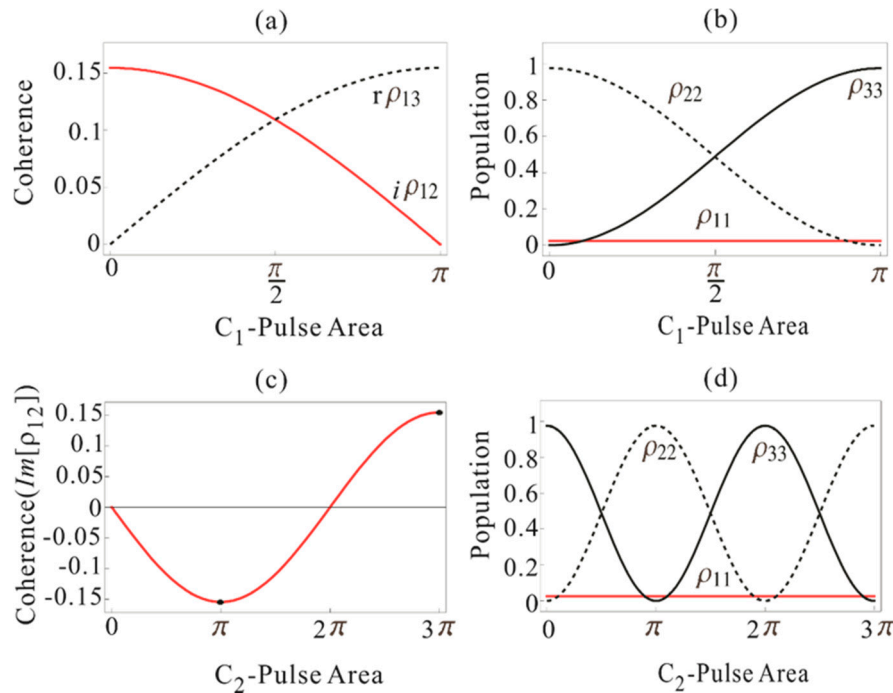 (a)
(b)
Coherence
0.15
0.1
0.05
0
rρ13
iρ12
0
π/2
π
C1-Pulse Area
Population
1
0.8
0.6
0.4
0.2
0
ρ22
ρ33
ρ11
0
π/2
π
C1-Pulse Area
(c)
(d)
Coherence(Im[ρ12])
0.15
0.1
0.05
0
-0.05
-0.1
-0.15
0
π
2π
3π
C2-Pulse Area
Population
1
0.8
0.6
0.4
0.2
0
ρ22
ρ33
ρ11
0
π
2π
3π
C2-Pulse Area